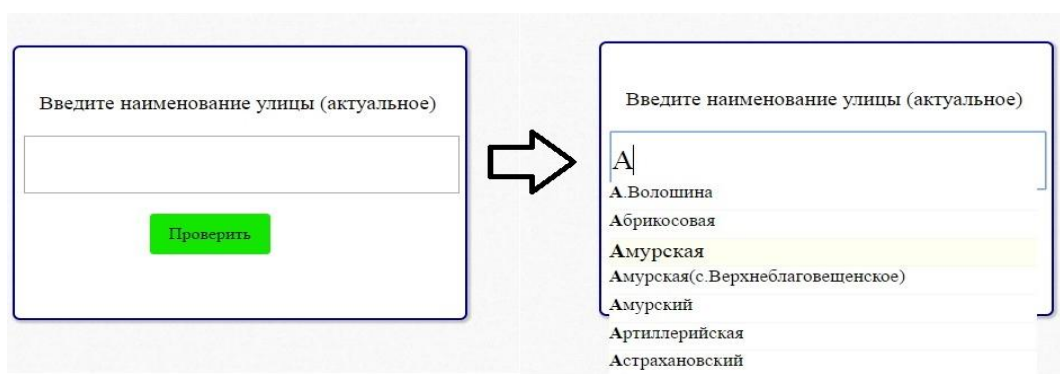 Введите наименование улицы (актуальное)
Проверить
Введите наименование улицы (актуальное)
А
А.Волошина
Абрикосовая
Амурская
Амурская(с.Верхнеблаговещенское)
Амурский
Артиллерийская
Астрахановский